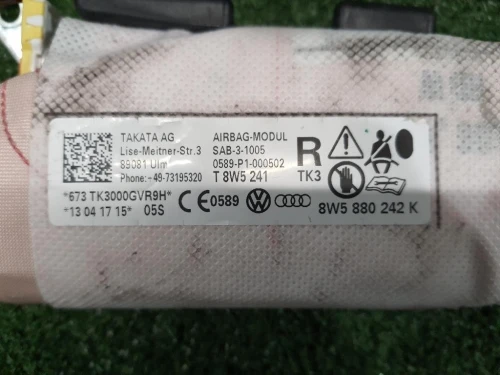 TAKATA AG
Lise-Meitner-Str.3
89081 Ulm
Phone: +49-73195320
AIRBAG-MODUL
SAB-3-1005
0589-P1-000502
T 8W5 241
R
TK3
*673 TK3000GVR9H*
*13 04 17 15* 05S
CE 0589
8W5 880 242 K